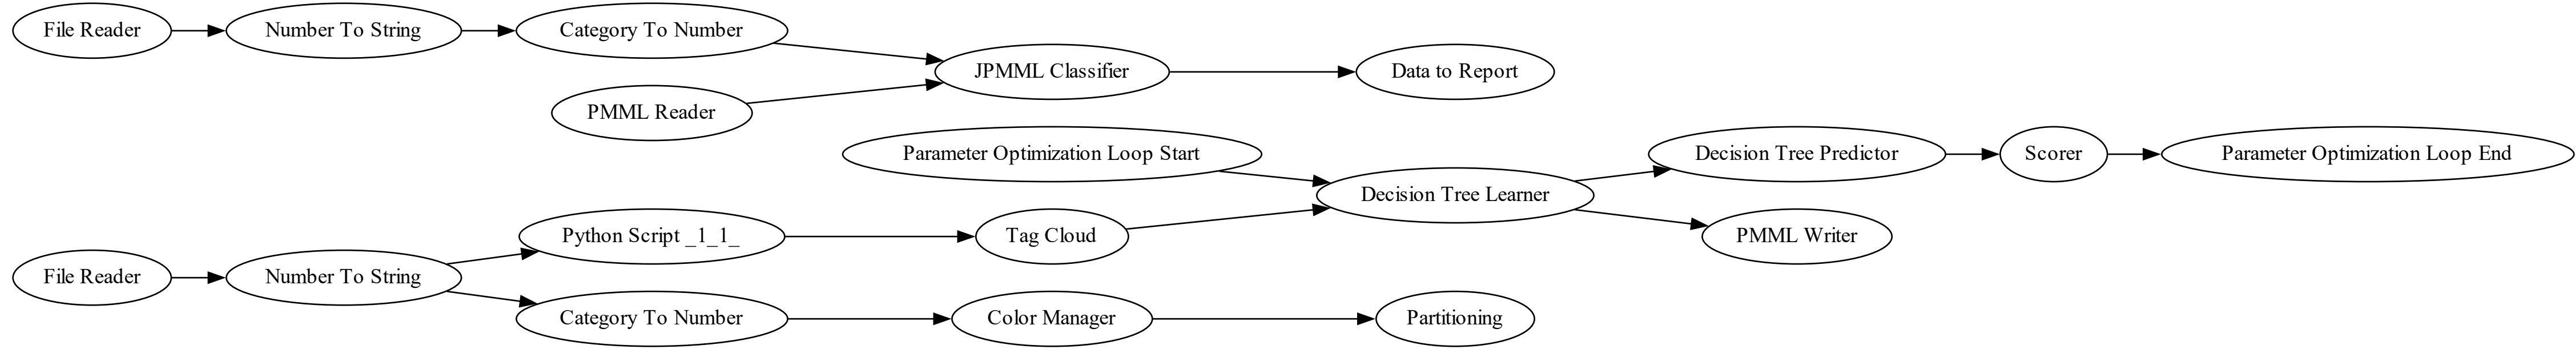 File Reader
Number To String
Category To Number
JPMML Classifier
Data to Report
PMML Reader
Parameter Optimization Loop Start
Decision Tree Learner
Decision Tree Predictor
Scorer
Parameter Optimization Loop End
PMML Writer
Python Script _1_1_
Tag Cloud
File Reader
Number To String
Category To Number
Color Manager
Partitioning